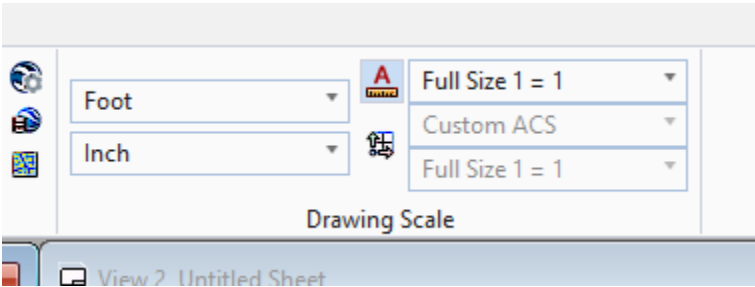 Foot
Inch
A
Full Size 1 = 1
Custom ACS
Full Size 1 = 1
Drawing Scale
View 2, Untitled Sheet